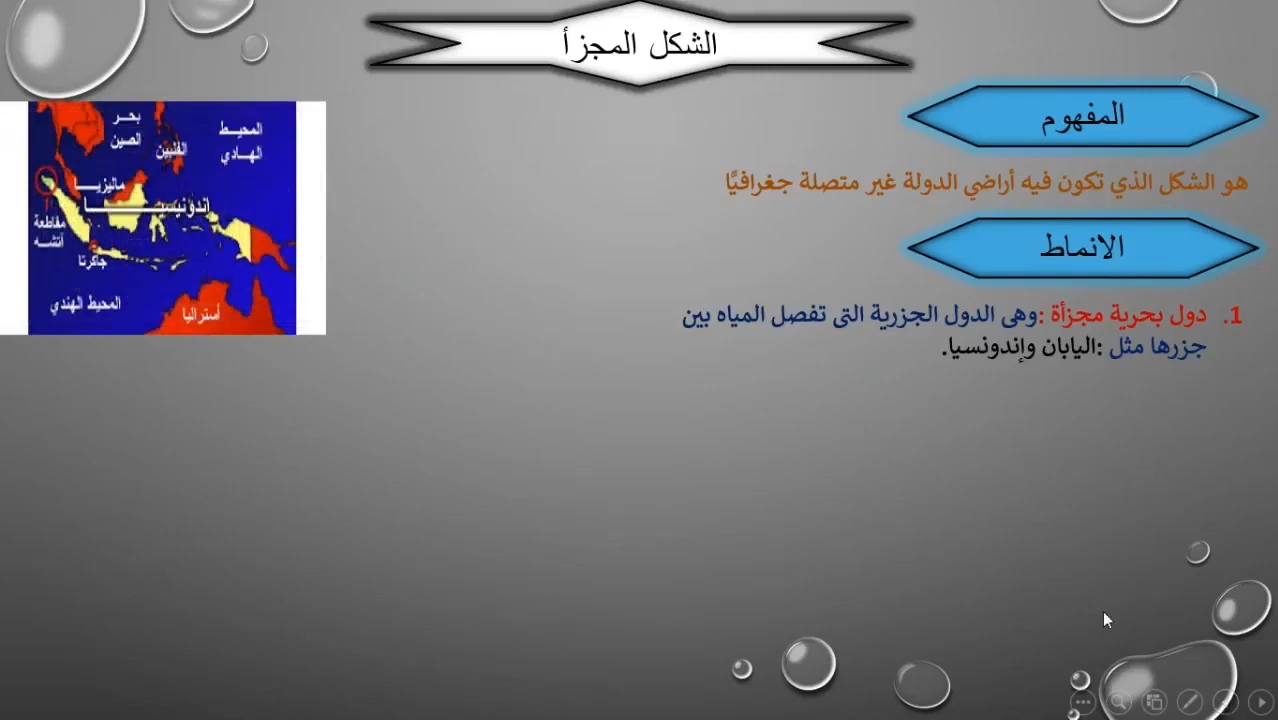 الشكل المجزأ
المفهوم
هو الشكل الذي تكون فيه أراضي الدولة غير متصلة جغرافيًا
الانماط
1. دول بحرية مجزأة :وهى الدول الجزرية التى تفصل المياه بين
جزرها مثل :اليابان وإندونسيا.
بحر
الصين
المحيط
الهادي
الفلبين
ماليزيا
اندونيسيا
مقاطعة
أتشه
جاكرتا
المحيط الهندي
أستراليا